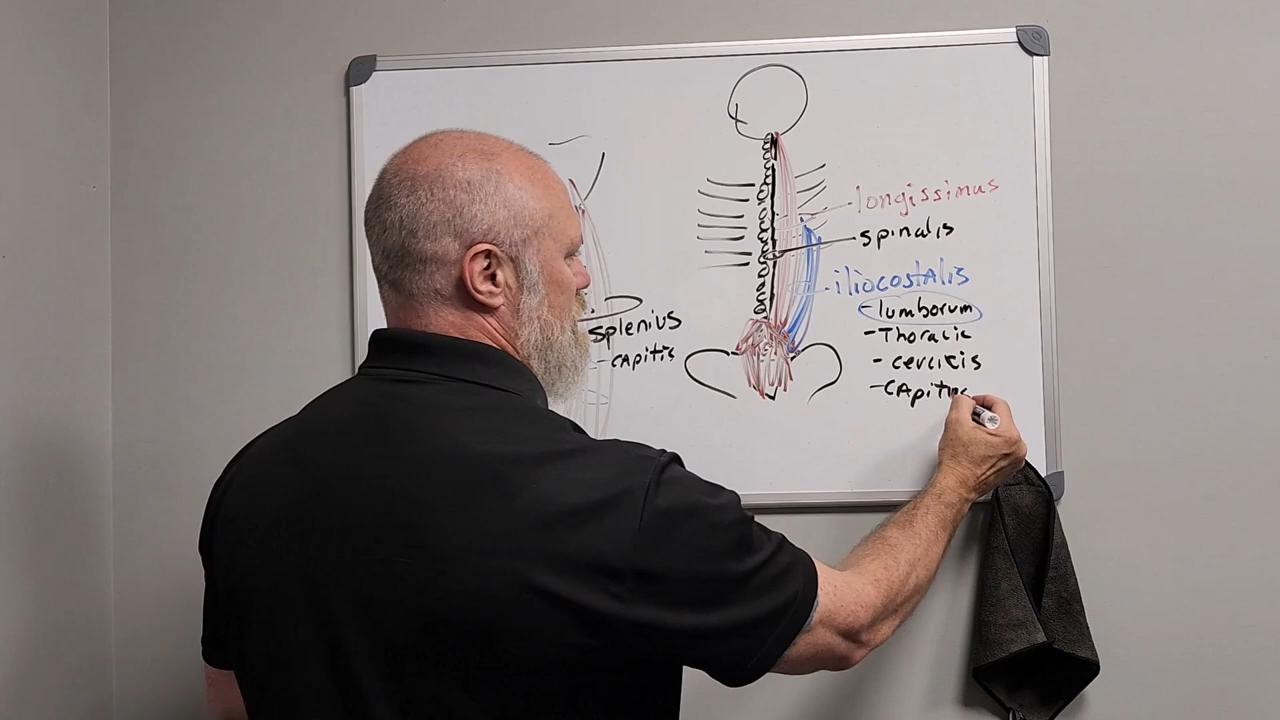 longissimus
spinalis
iliocostalis
-lumborum
-Thoracic
-cervicis
splenius
-capitis